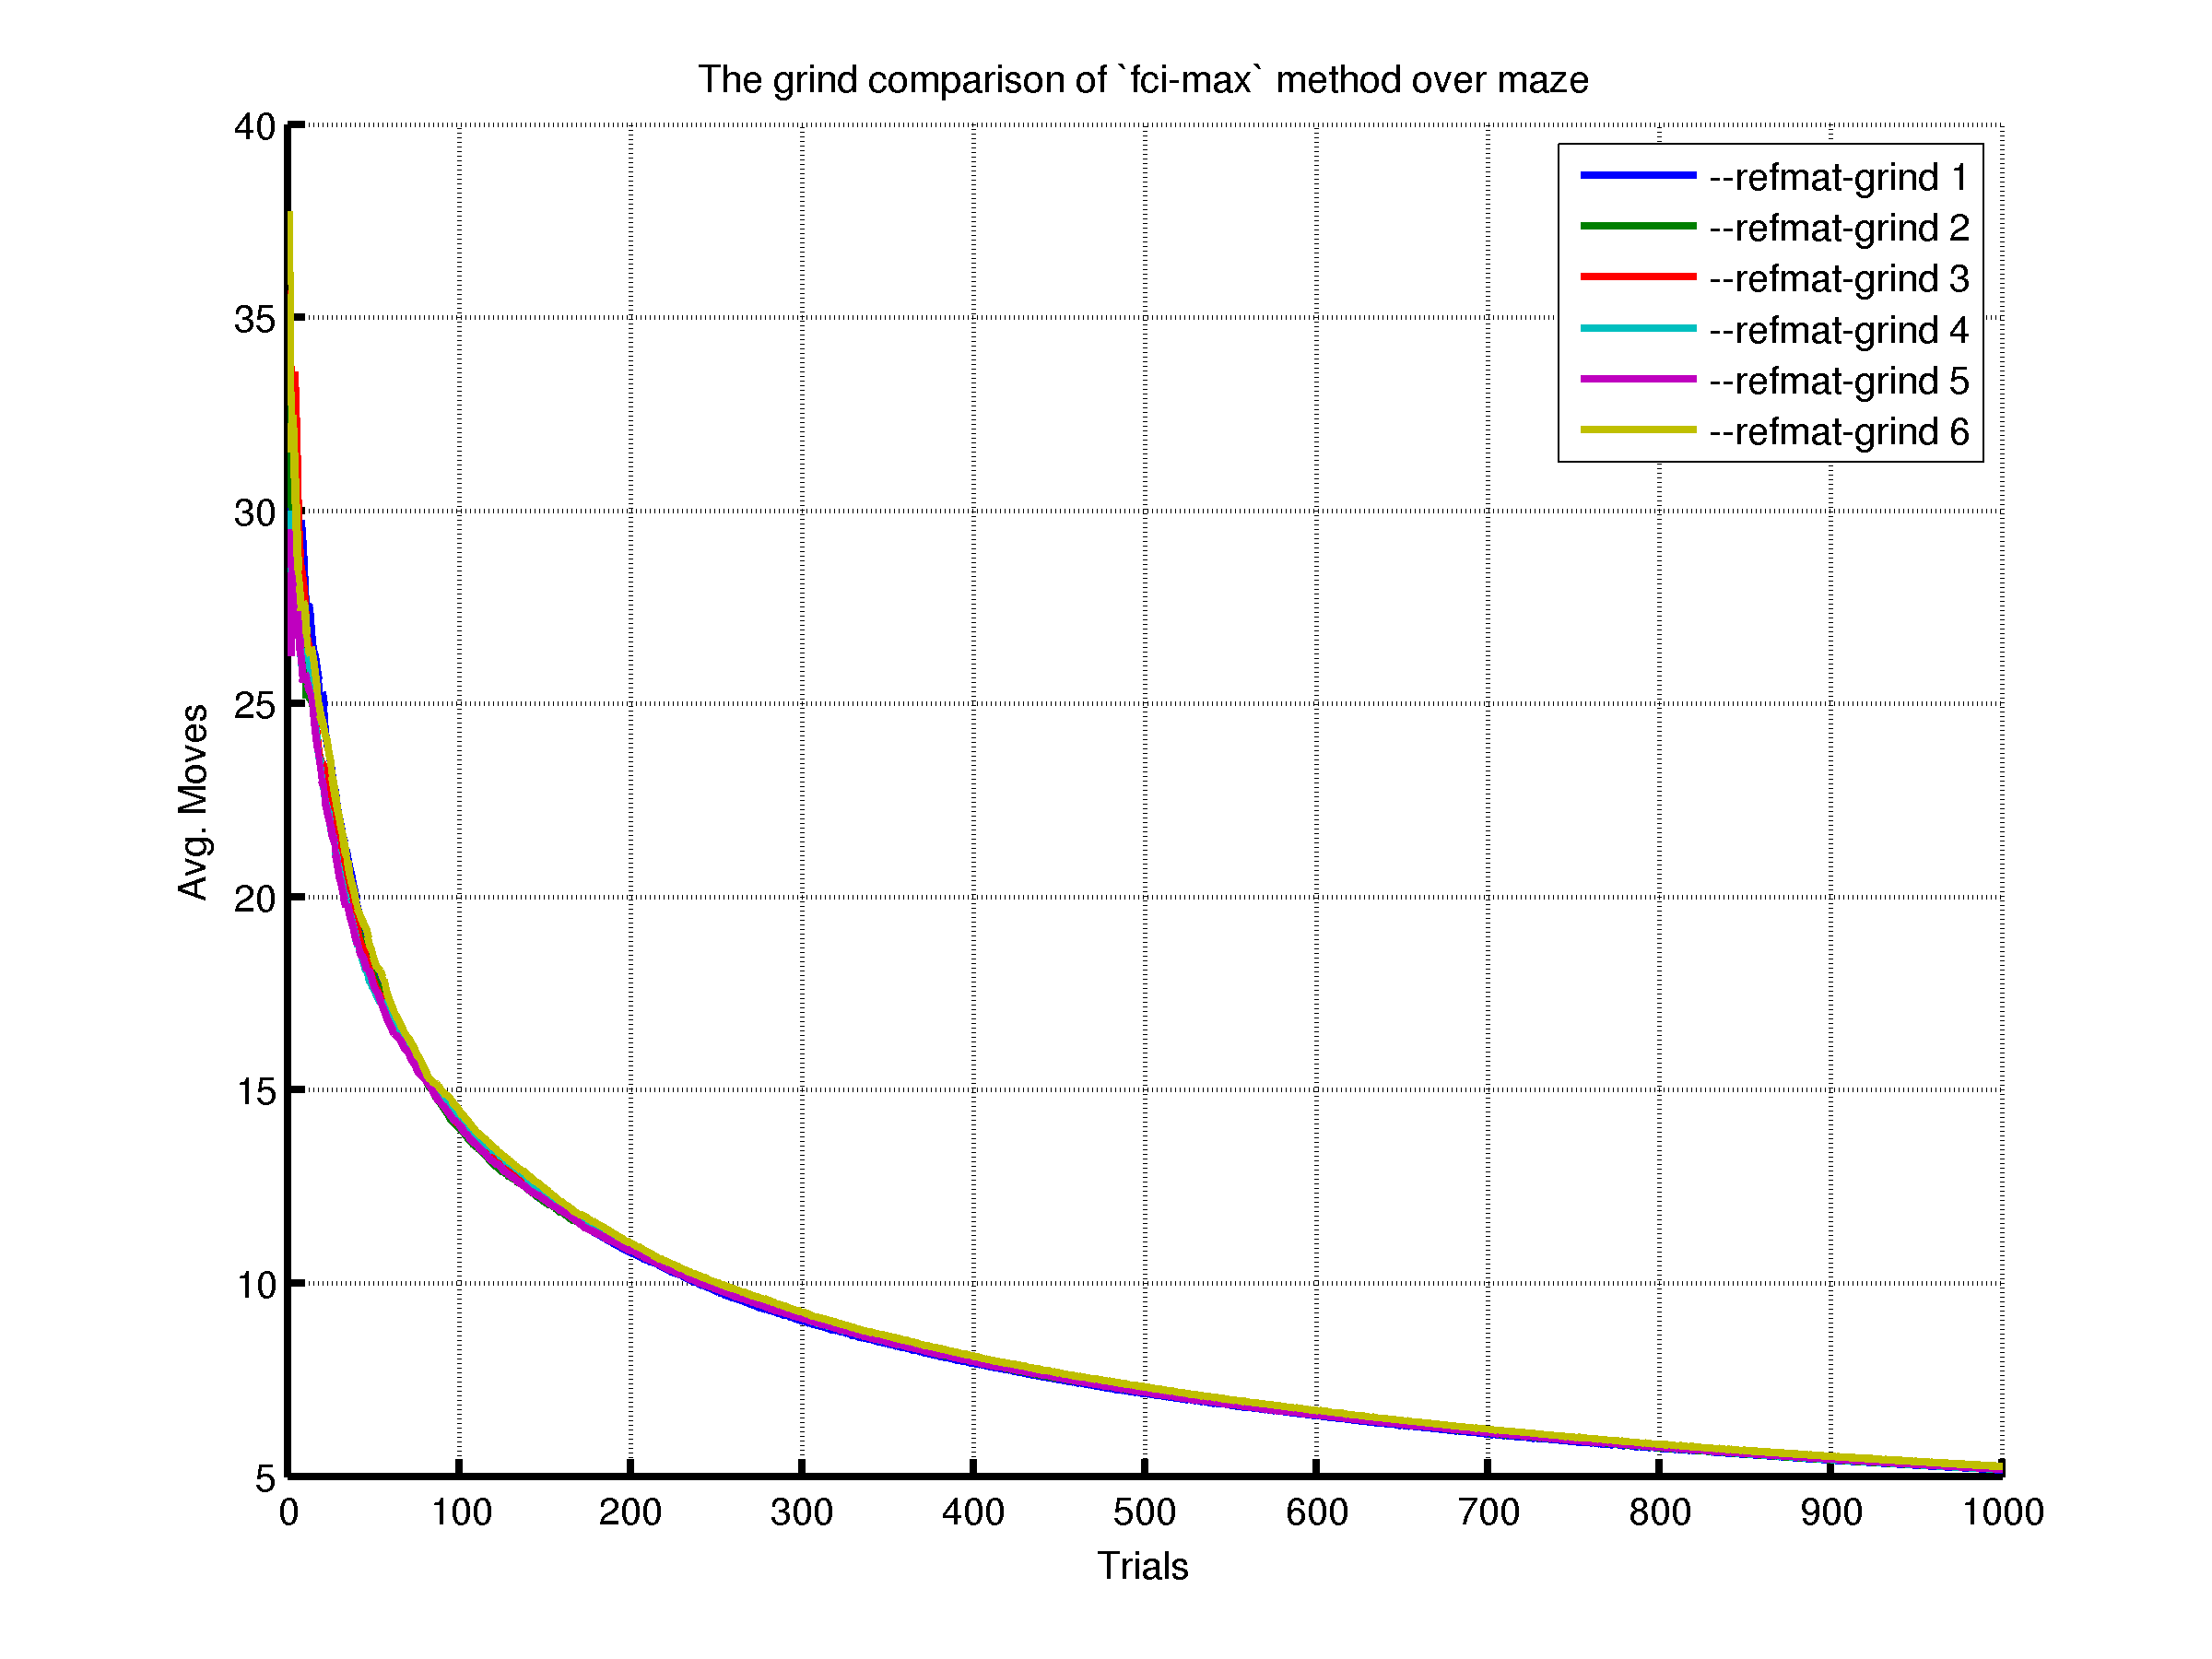 The grind comparison of `fci-max` method over maze
40
35
30
25
20
15
10
5
Avg. Moves
--refmat-grind 1
--refmat-grind 2
--refmat-grind 3
--refmat-grind 4
--refmat-grind 5
--refmat-grind 6
0 100 200 300 400 500 600 700 800 900 1000
Trials